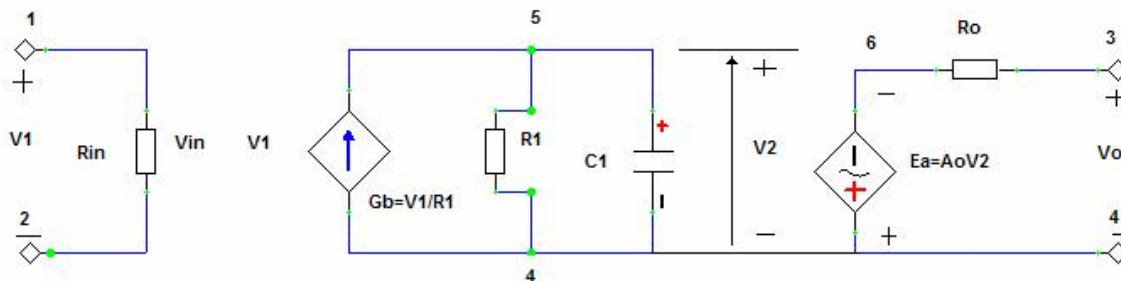 1
5
6
Ro
3
+
+
−
+
V1
Rin
Vin
V1
R1
+
C1
V2
Ea=AoV2
Vo
Gb=V1/R1
+
2
−
−
+
4
−
4